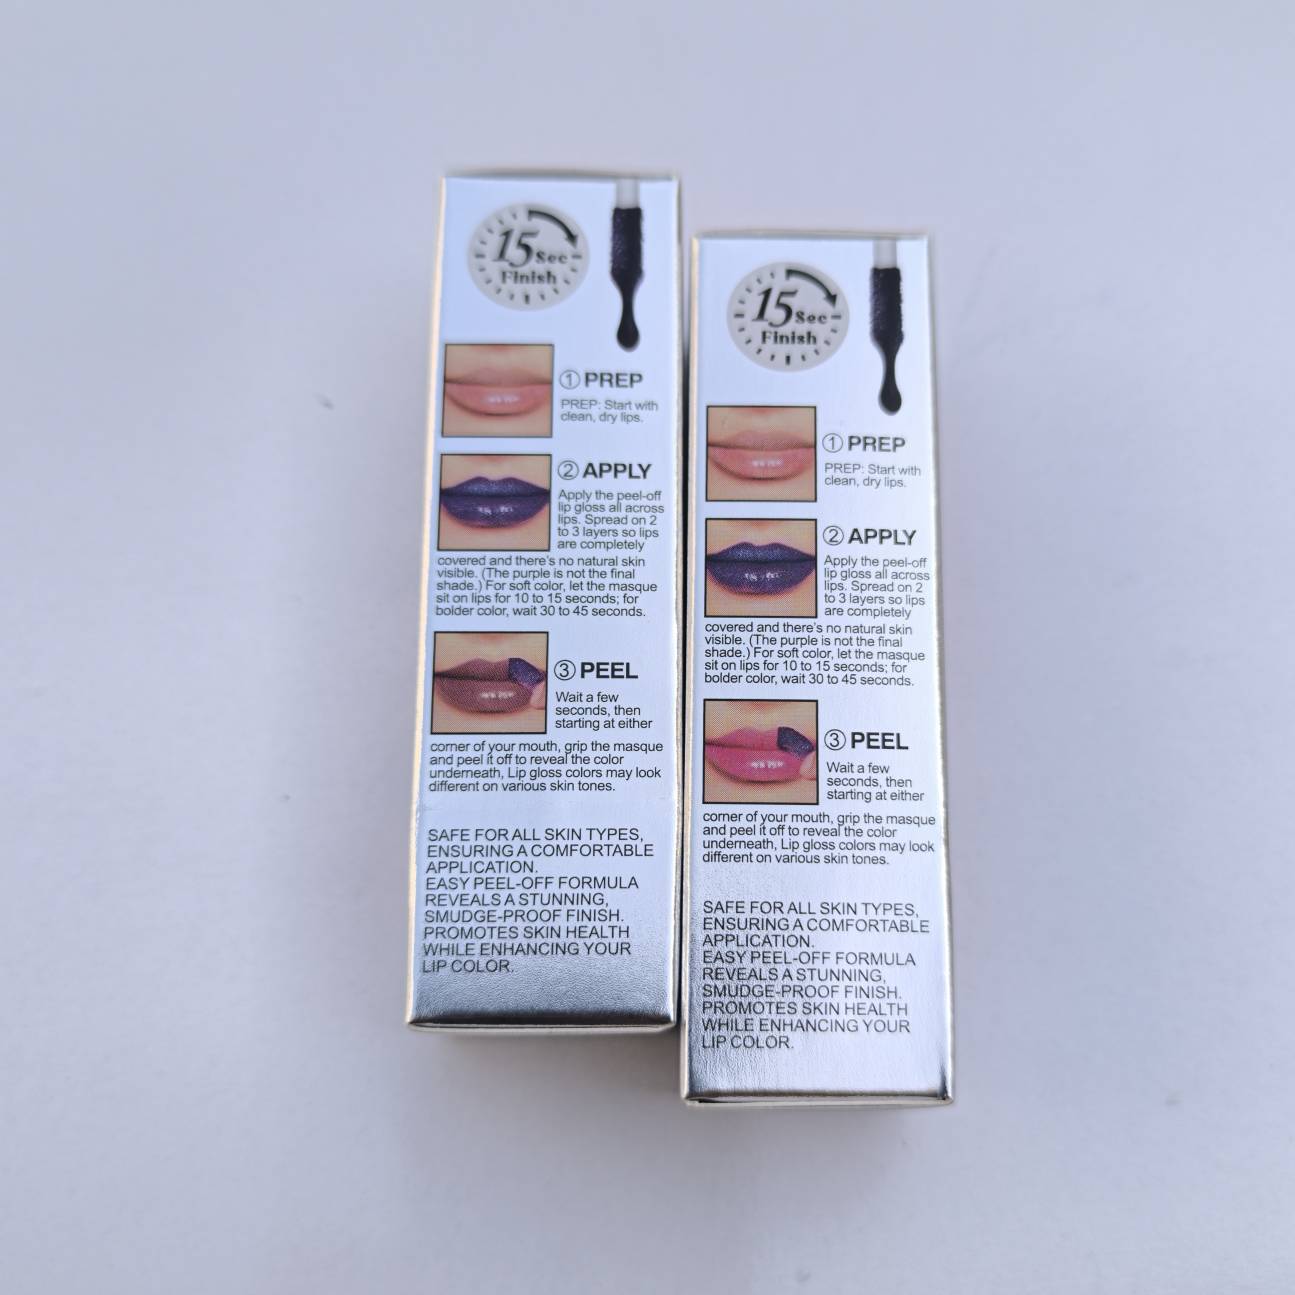 15 Sec
Finish
① PREP
PREP: Start with
clean, dry lips.
② APPLY
Apply the peel-off
lip gloss all across
lips. Spread on 2
to 3 layers so lips
are completely
covered and there's no natural skin
visible. (The purple is not the final
shade.) For soft color, let the masque
sit on lips for 10 to 15 seconds; for
bolder color, wait 30 to 45 seconds.
③ PEEL
Wait a few
seconds, then
starting at either
corner of your mouth, grip the masque
and peel it off to reveal the color
underneath, Lip gloss colors may look
different on various skin tones.
SAFE FOR ALL SKIN TYPES,
ENSURING A COMFORTABLE
APPLICATION.
EASY PEEL-OFF FORMULA
REVEALS A STUNNING,
SMUDGE-PROOF FINISH.
PROMOTES SKIN HEALTH
WHILE ENHANCING YOUR
LIP COLOR.
15 Sec
Finish
① PREP
PREP: Start with
clean, dry lips.
② APPLY
Apply the peel-off
lip gloss all across
lips. Spread on 2
to 3 layers so lips
are completely
covered and there's no natural skin
visible. (The purple is not the final
shade.) For soft color, let the masque
sit on lips for 10 to 15 seconds; for
bolder color, wait 30 to 45 seconds.
③ PEEL
Wait a few
seconds, then
starting at either
corner of your mouth, grip the masque
and peel it off to reveal the color
underneath, Lip gloss colors may look
different on various skin tones.
SAFE FOR ALL SKIN TYPES,
ENSURING A COMFORTABLE
APPLICATION.
EASY PEEL-OFF FORMULA
REVEALS A STUNNING,
SMUDGE-PROOF FINISH.
PROMOTES SKIN HEALTH
WHILE ENHANCING YOUR
LIP COLOR.